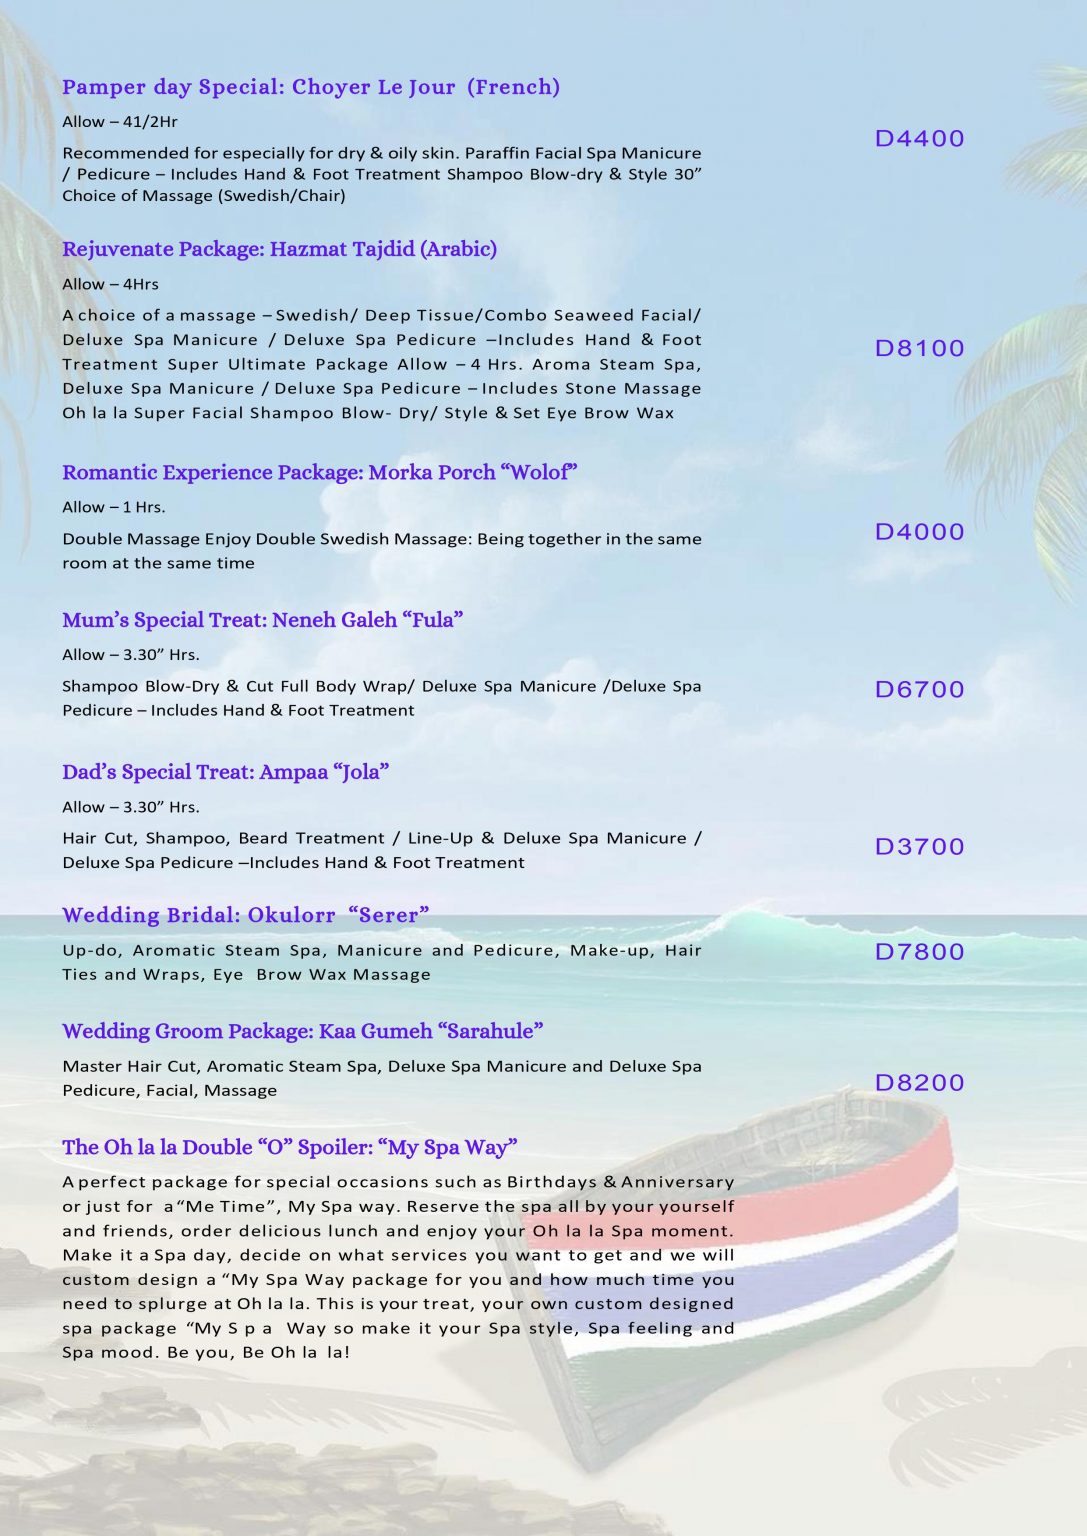 Pamper day Special: Choyer Le Jour (French)
Allow – 41/2Hr
D4400
Recommended for especially for dry & oily skin. Paraffin Facial Spa Manicure
/ Pedicure – Includes Hand & Foot Treatment Shampoo Blow-dry & Style 30”
Choice of Massage (Swedish/Chair)
Rejuvenate Package: Hazmat Tajdid (Arabic)
Allow – 4Hrs
A choice of a massage – Swedish/ Deep Tissue/Combo Seaweed Facial/
Deluxe Spa Manicure / Deluxe Spa Pedicure –Includes Hand & Foot
D8100
Treatment Super Ultimate Package Allow – 4 Hrs. Aroma Steam Spa,
Deluxe Spa Manicure / Deluxe Spa Pedicure – Includes Stone Massage
Oh la la Super Facial Shampoo Blow- Dry/ Style & Set Eye Brow Wax
Romantic Experience Package: Morka Porch “Wolof”
Allow – 1 Hrs.
D4000
Double Massage Enjoy Double Swedish Massage: Being together in the same
room at the same time
Mum’s Special Treat: Neneh Galeh “Fula”
Allow – 3.30” Hrs.
Shampoo Blow-Dry & Cut Full Body Wrap/ Deluxe Spa Manicure /Deluxe Spa
D6700
Pedicure – Includes Hand & Foot Treatment
Dad’s Special Treat: Ampaa “Jola”
Allow – 3.30” Hrs.
Hair Cut, Shampoo, Beard Treatment / Line-Up & Deluxe Spa Manicure /
D3700
Deluxe Spa Pedicure –Includes Hand & Foot Treatment
Wedding Bridal: Okulorr “Serer”
Up-do, Aromatic Steam Spa, Manicure and Pedicure, Make-up, Hair
D7800
Ties and Wraps, Eye Brow Wax Massage
Wedding Groom Package: Kaa Gumeh “Sarahule”
Master Hair Cut, Aromatic Steam Spa, Deluxe Spa Manicure and Deluxe Spa
D8200
Pedicure, Facial, Massage
The Oh la la Double “O” Spoiler: “My Spa Way”
A perfect package for special occasions such as Birthdays & Anniversary
or just for a “Me Time”, My Spa way. Reserve the spa all by your yourself
and friends, order delicious lunch and enjoy your Oh la la Spa moment.
Make it a Spa day, decide on what services you want to get and we will
custom design a “My Spa Way package for you and how much time you
need to splurge at Oh la la. This is your treat, your own custom designed
spa package “My S p a Way so make it your Spa style, Spa feeling and
Spa mood. Be you, Be Oh la la!